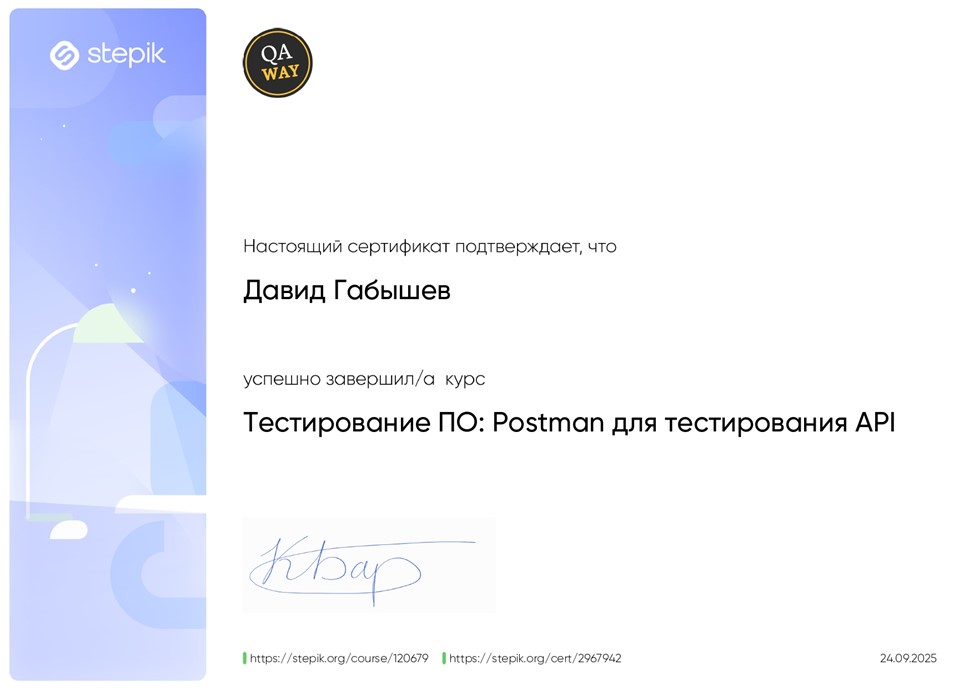 stepik
QA
WAY
Настоящий сертификат подтверждает, что
Давид Габышев
успешно завершил/а курс
Тестирование ПО: Postman для тестирования API
https://stepik.org/course/120679 https://stepik.org/cert/2967942 24.09.2025